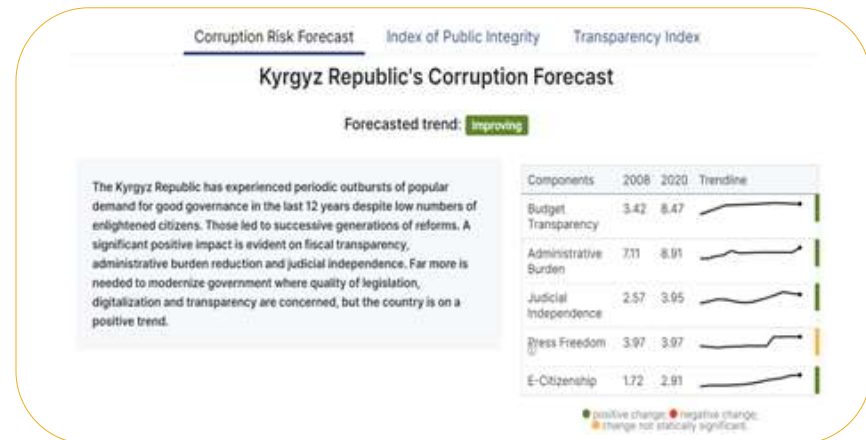 Corruption Risk Forecast Index of Public Integrity Transparency Index
Kyrgyz Republic's Corruption Forecast
Forecasted trend: Improving
The Kyrgyz Republic has experienced periodic outbursts of popular
demand for good governance in the last 12 years despite low numbers of
enlightened citizens. Those led to successive generations of reforms. A
significant positive impact is evident on fiscal transparency,
administrative burden reduction and judicial independence. Far more is
needed to modernize government where quality of legislation,
digitalization and transparency are concerned, but the country is on a
positive trend.
Components 2008 2020 Trendline
Budget
Transparency 3.42 8.47
Administrative
Burden 7.11 8.91
Judicial
Independence 2.57 3.95
Press Freedom 3.97 3.97
E-Citizenship 1.72 2.91
positive change; negative change;
change not statically significant.